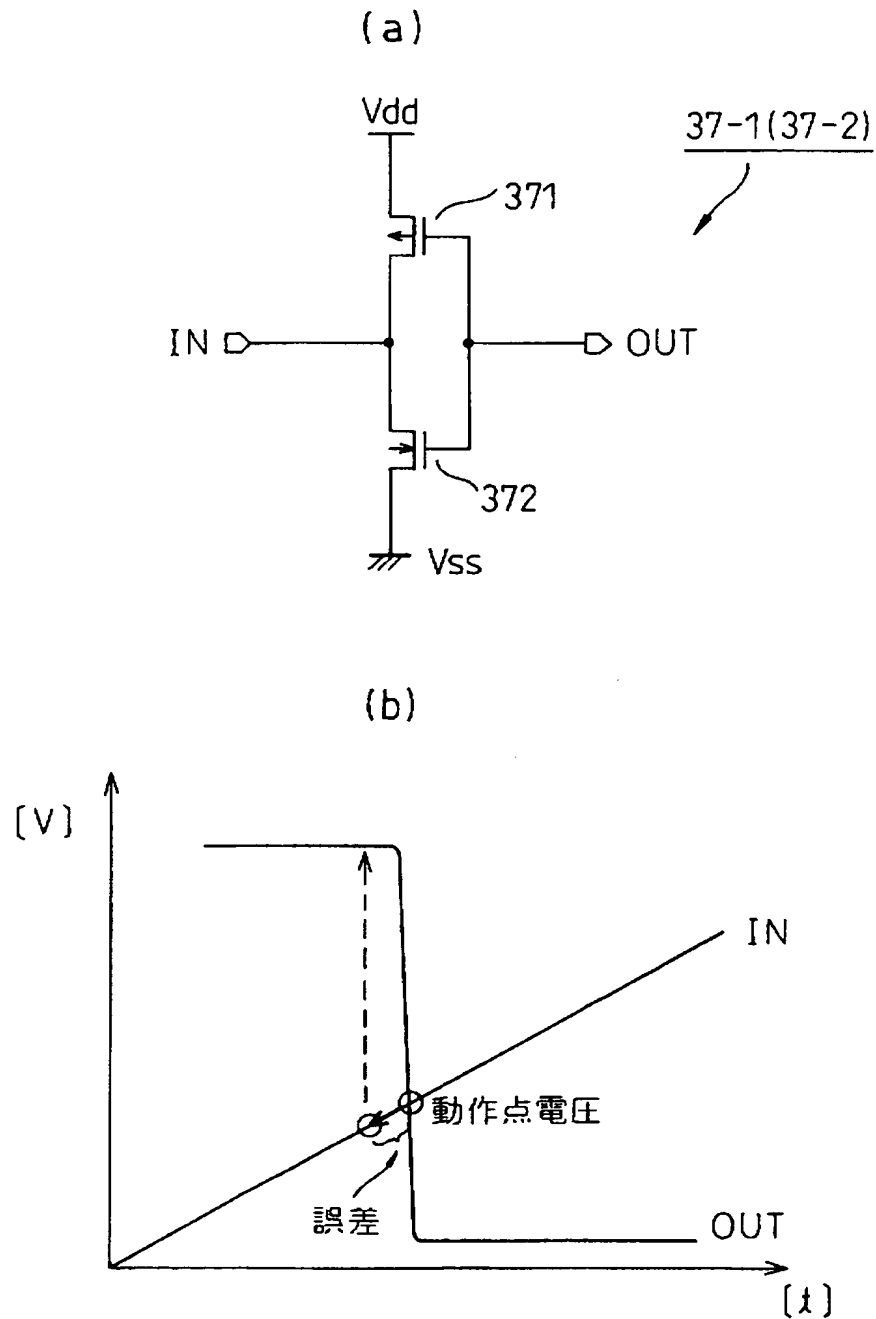 (a)
Vdd
37-1(37-2)
371
IN
OUT
372
Vss
(b)
[V]
IN
動作点電圧
誤差
OUT
[t]